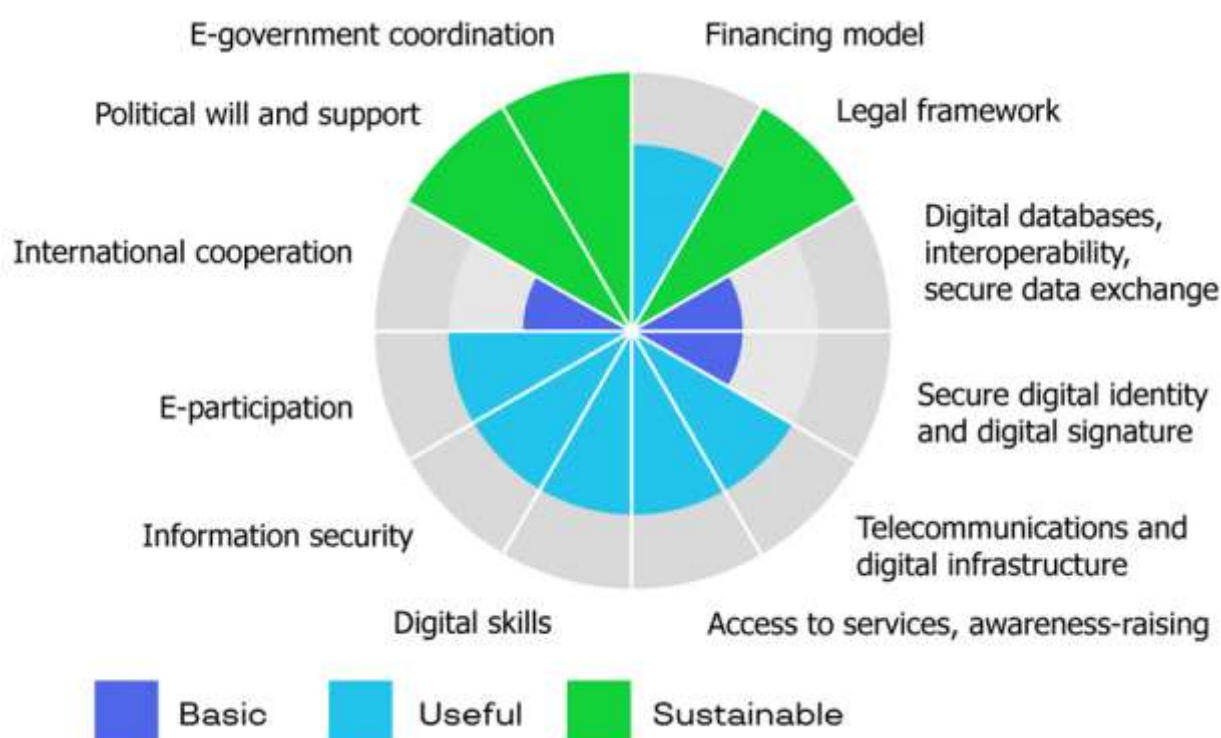 E-government coordination
Financing model
Political will and support
Legal framework
International cooperation
Digital databases,
interoperability,
secure data exchange
E-participation
Secure digital identity
and digital signature
Information security
Telecommunications and
digital infrastructure
Digital skills
Access to services, awareness-raising
Basic
Useful
Sustainable